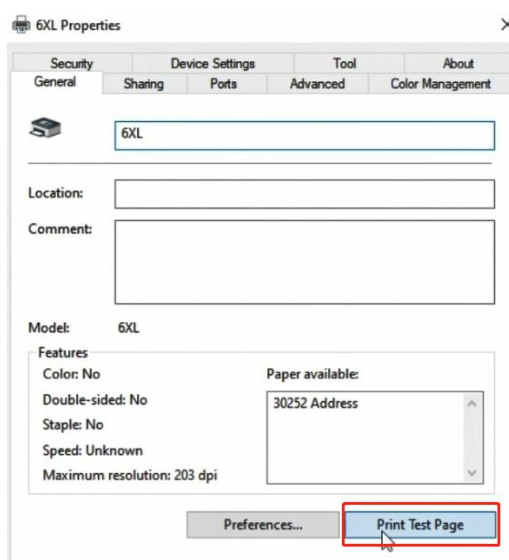 6XL Properties
Security Device Settings Tool About
General Sharing Ports Advanced Color Management
6XL
Location:
Comment:
Model: 6XL
Features
Color: No
Double-sided: No
Staple: No
Speed: Unknown
Maximum resolution: 203 dpi
Paper available:
30252 Address
Preferences... Print Test Page